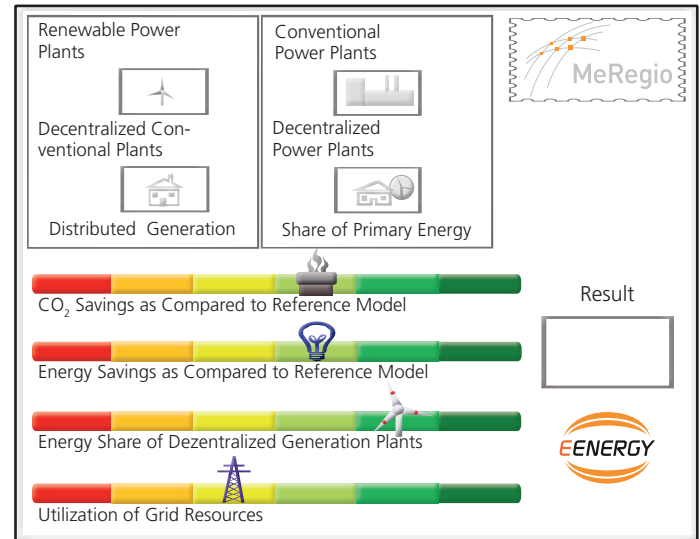 Renewable Power
Plants
Decentralized Con-
ventional Plants
Distributed Generation
Conventional
Power Plants
Decentralized
Power Plants
Share of Primary Energy
MeRegio
CO2 Savings as Compared to Reference Model
Energy Savings as Compared to Reference Model
Energy Share of Dezentralized Generation Plants
Utilization of Grid Resources
Result
EENERGY